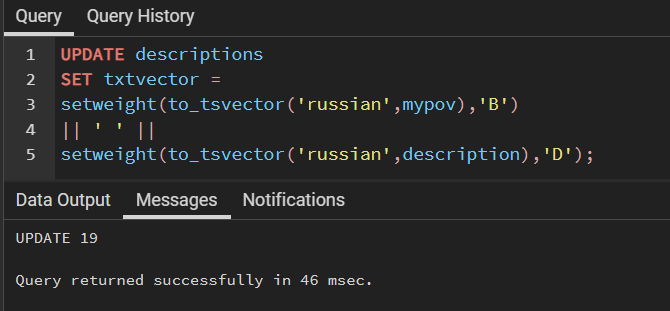 Query Query History
1 UPDATE descriptions
2 SET txtvector =
3 setweight(to_tsvector('russian',mypov),'B')
4 || ' ' ||
5 setweight(to_tsvector('russian',description),'D');
Data Output Messages Notifications
UPDATE 19
Query returned successfully in 46 msec.